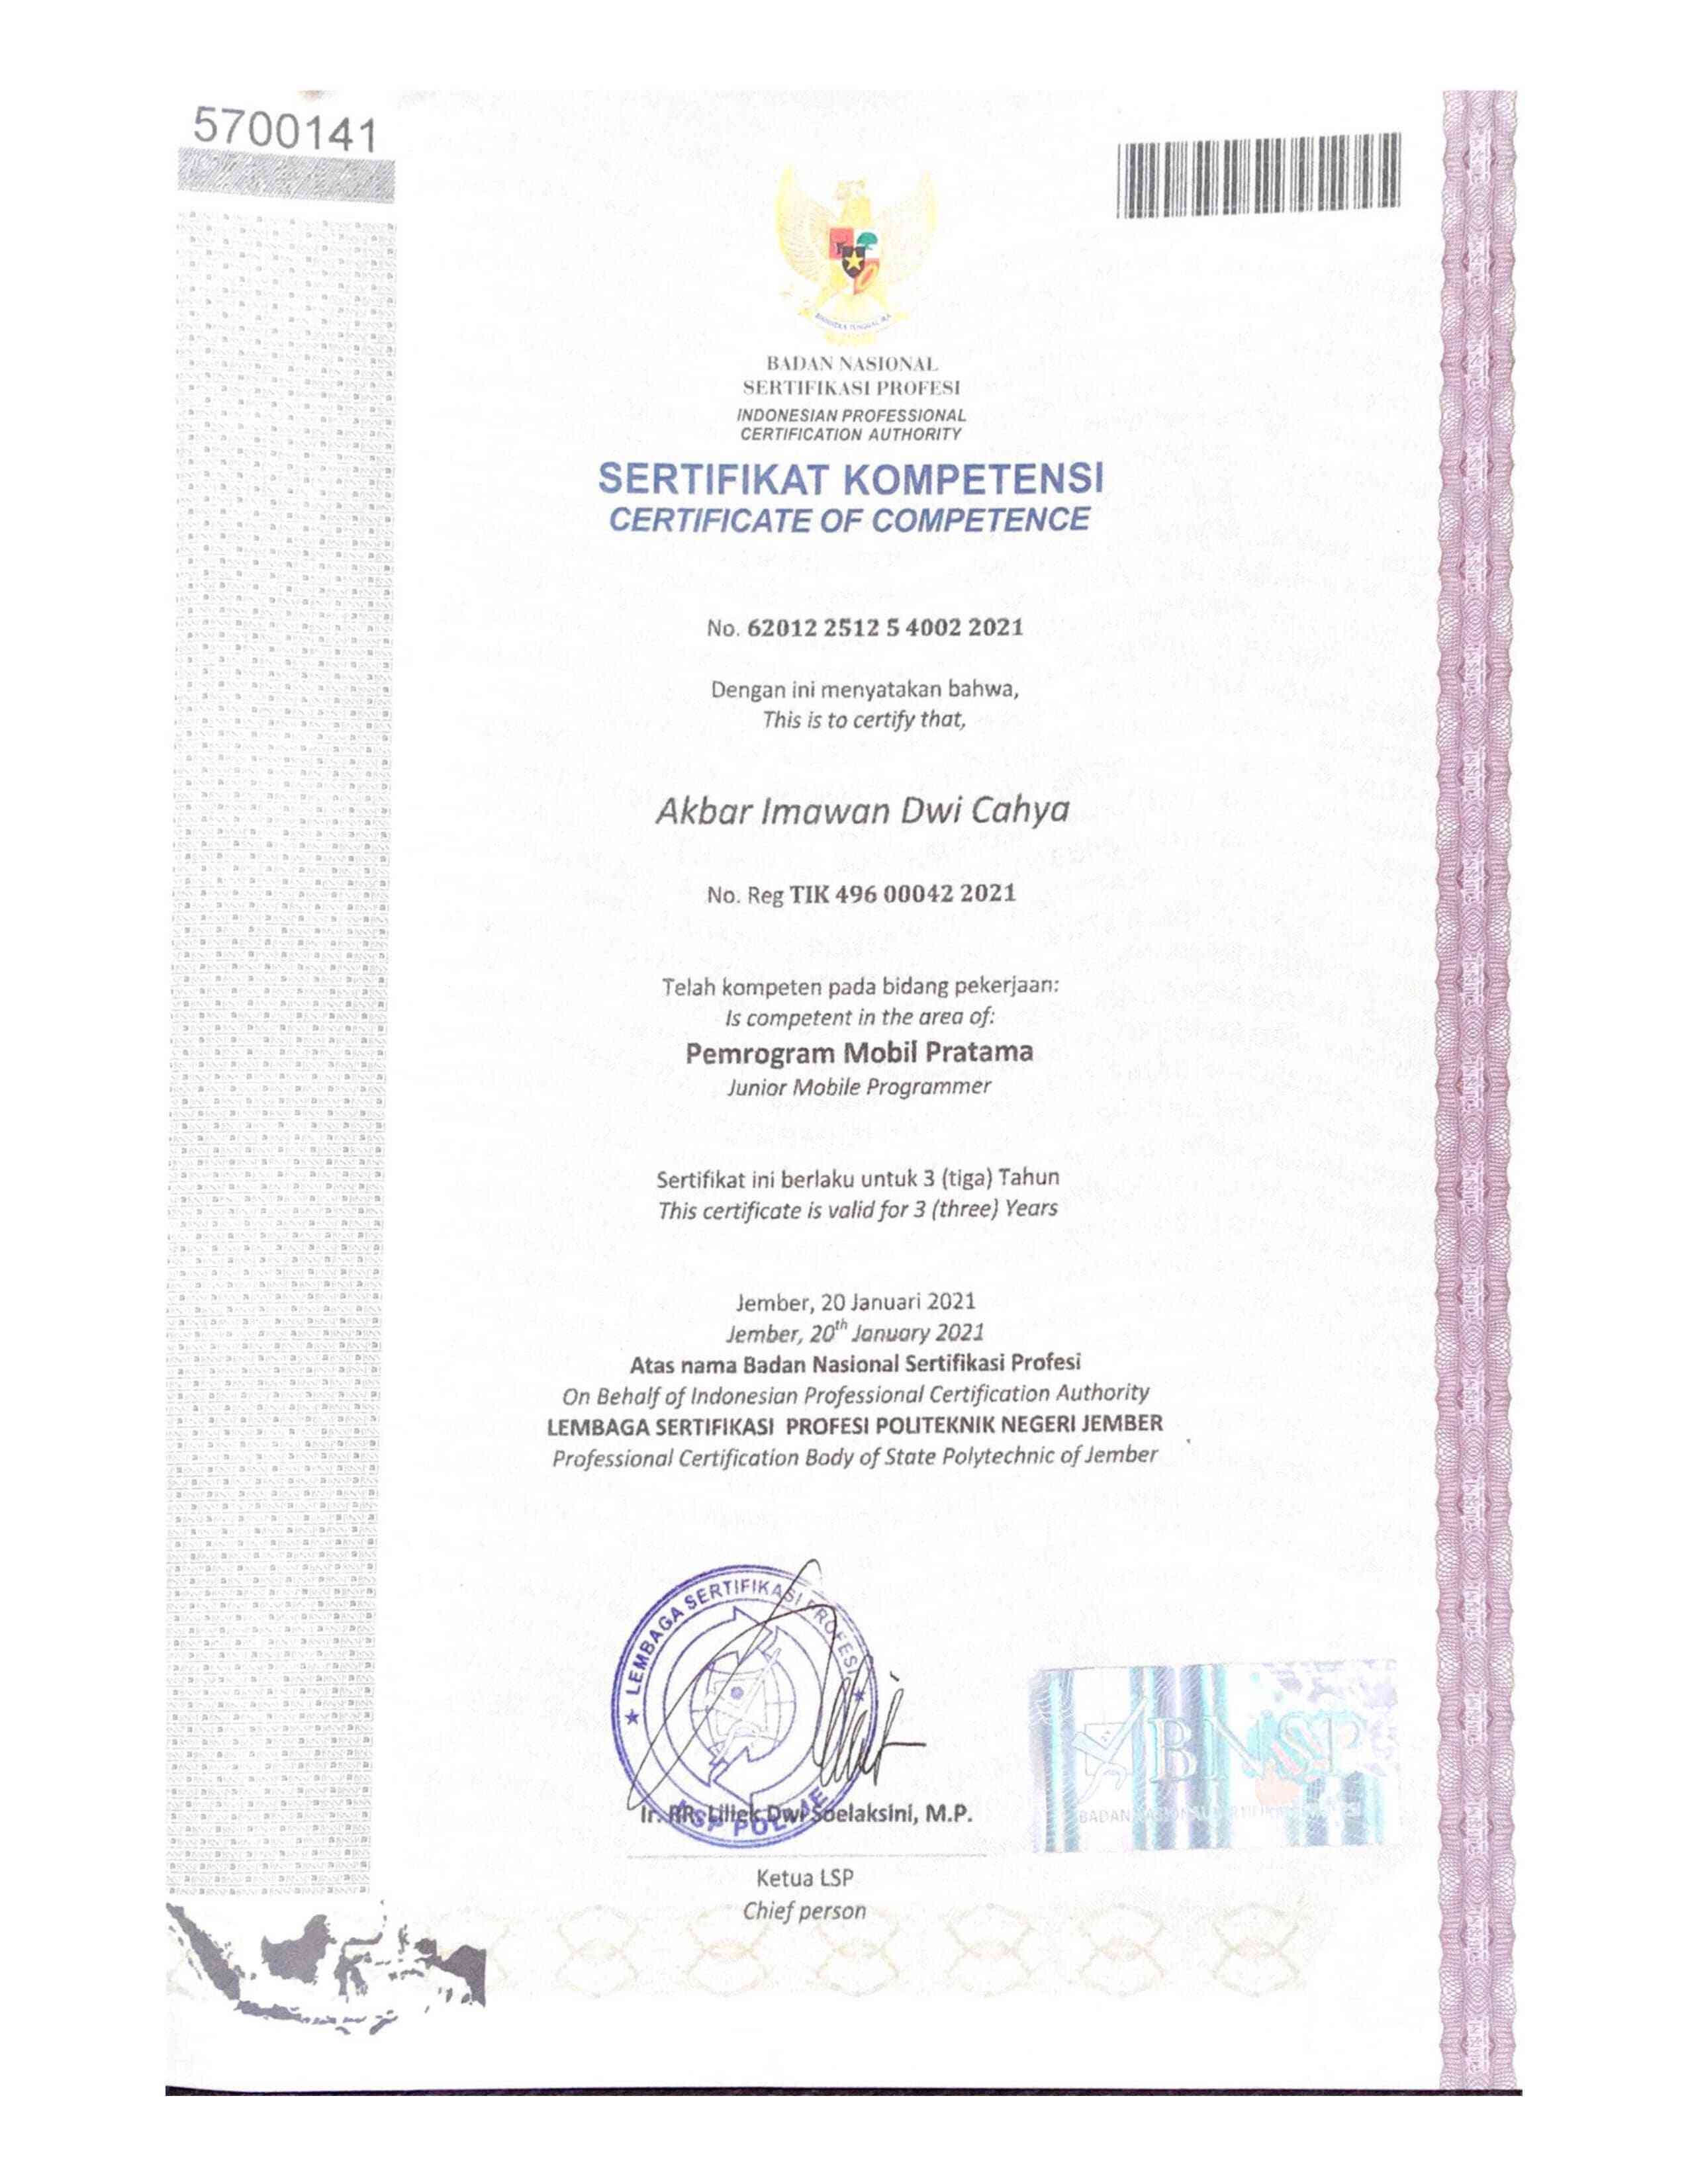 5700141
BHINNEKA TUNGGAL IKA
BADAN NASIONAL
SERTIFIKASI PROFESI
INDONESIAN PROFESSIONAL
CERTIFICATION AUTHORITY
SERTIFIKAT KOMPETENSI
CERTIFICATE OF COMPETENCE
No. 62012 2512 5 4002 2021
Dengan ini menyatakan bahwa,
This is to certify that,
Akbar Imawan Dwi Cahya
No. Reg TIK 496 00042 2021
Telah kompeten pada bidang pekerjaan:
Is competent in the area of:
Pemrogram Mobil Pratama
Junior Mobile Programmer
Sertifikat ini berlaku untuk 3 (tiga) Tahun
This certificate is valid for 3 (three) Years
Jember, 20 Januari 2021
Jember, 20th January 2021
Atas nama Badan Nasional Sertifikasi Profesi
On Behalf of Indonesian Professional Certification Authority
LEMBAGA SERTIFIKASI PROFESI POLITEKNIK NEGERI JEMBER
Professional Certification Body of State Polytechnic of Jember
LEMBAGA SERTIFIKASI PROFESI
LSP POLIJE
BNSP
BADAN NASIONAL SERTIFIKASI PROFESI
Ir. RR. Liliek Dwi Soelaksini, M.P.
Ketua LSP
Chief person